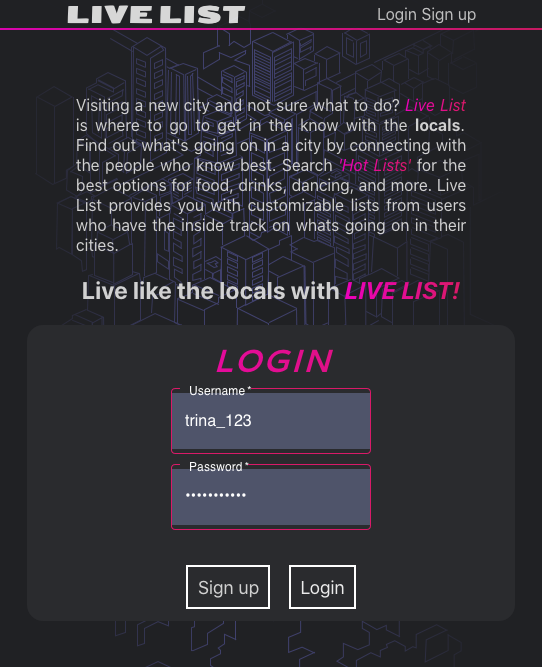 LIVE LIST
Login Sign up
Visiting a new city and not sure what to do? Live List
is where to go to get in the know with the locals.
Find out what's going on in a city by connecting with
the people who know best. Search 'Hot Lists' for the
best options for food, drinks, dancing, and more. Live
List provides you with customizable lists from users
who have the inside track on whats going on in their
cities.
Live like the locals with LIVE LIST!
LOGIN
Username *
trina_123
Password *
•••••••••••
Sign up
Login